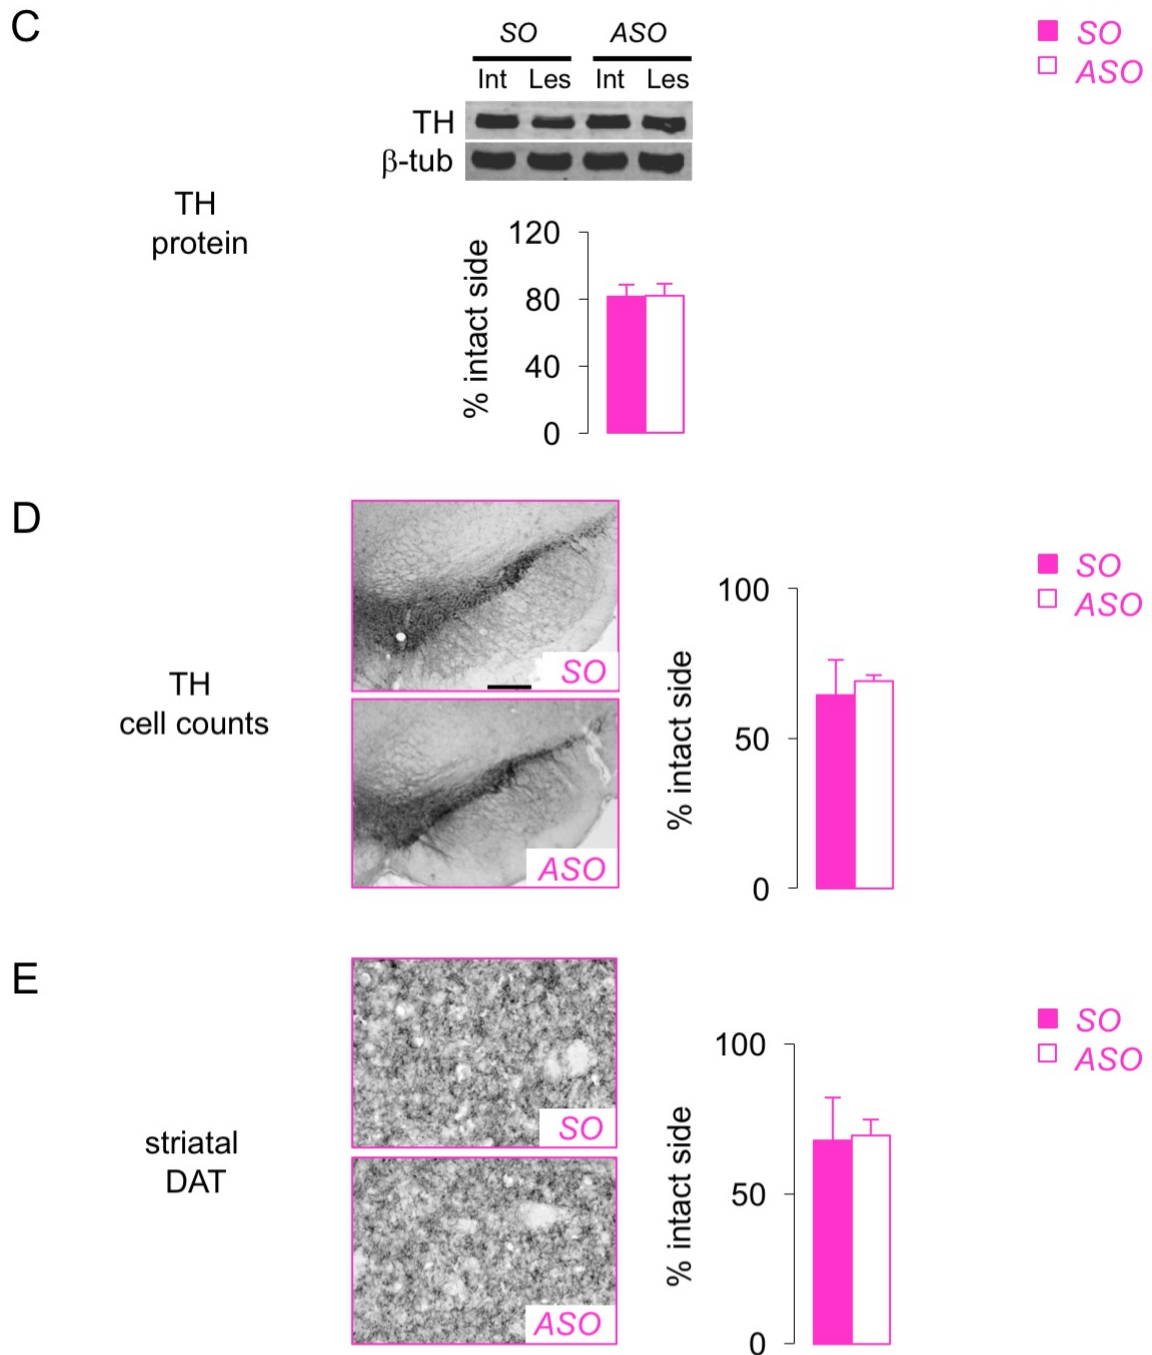 C
SO ASO
Int Les Int Les
TH
β-tub
TH
protein
% intact side
120
80
40
0
SO
ASO
D
TH
cell counts
SO
ASO
% intact side
100
50
0
SO
ASO
E
striatal
DAT
SO
ASO
% intact side
100
50
0
SO
ASO